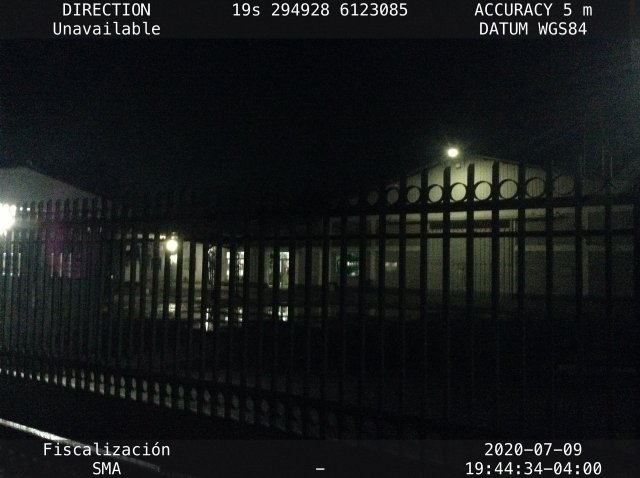 DIRECTION
Unavailable
19s 294928 6123085
ACCURACY 5 m
DATUM WGS84
Fiscalización
SMA
–
2020-07-09
19:44:34-04:00